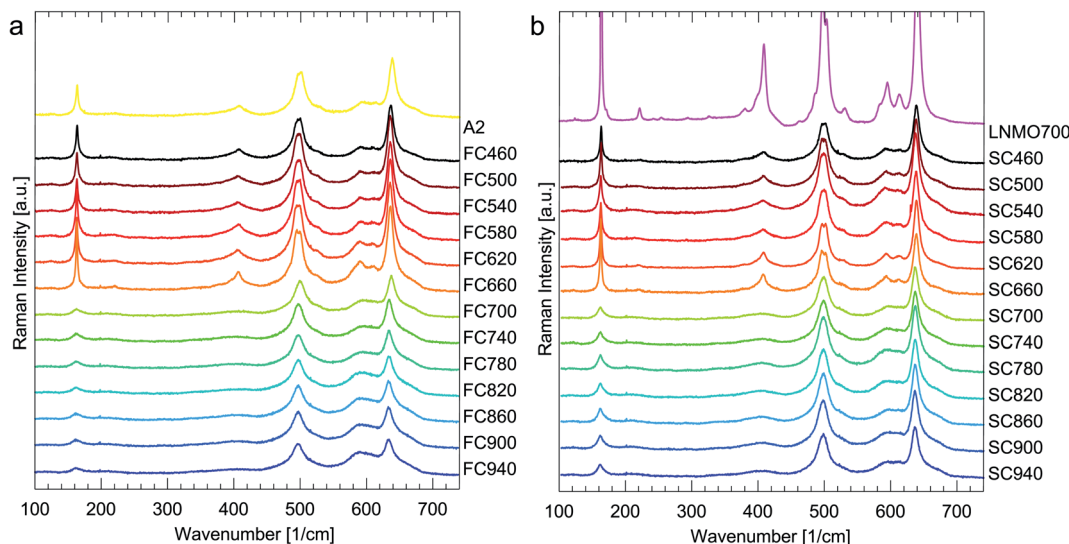 a
Raman Intensity [a.u.]
A2
FC460
FC500
FC540
FC580
FC620
FC660
FC700
FC740
FC780
FC820
FC860
FC900
FC940
100 200 300 400 500 600 700
Wavenumber [1/cm]
b
Raman Intensity [a.u.]
LNMO700
SC460
SC500
SC540
SC580
SC620
SC660
SC700
SC740
SC780
SC820
SC860
SC900
SC940
100 200 300 400 500 600 700
Wavenumber [1/cm]